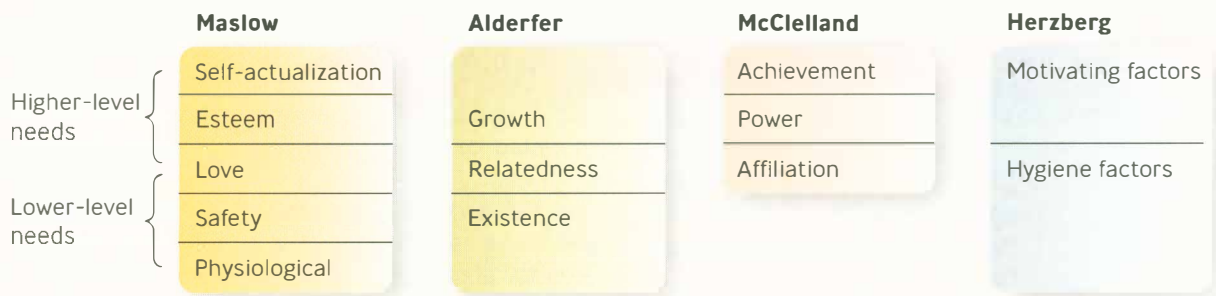 Maslow Alderfer McClelland Herzberg
Self-actualization Achievement Motivating factors
Higher-level
needs
Esteem Growth Power
Love Relatedness Affiliation Hygiene factors
Lower-level
needs
Safety Existence
Physiological